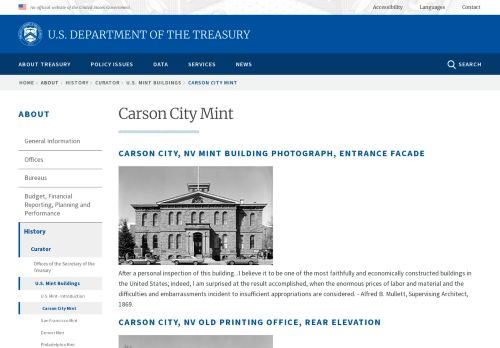 An official website of the United States Government
Accessibility Languages Contact
U.S. DEPARTMENT OF THE TREASURY
ABOUT TREASURY POLICY ISSUES DATA SERVICES NEWS SEARCH
HOME › ABOUT › HISTORY › CURATOR › U.S. MINT BUILDINGS › CARSON CITY MINT
ABOUT
General Information
Offices
Bureaus
Budget, Financial
Reporting, Planning and
Performance
History
Curator
Offices of the Secretary of the
Treasury
U.S. Mint Buildings
U.S. Mint - Introduction
Carson City Mint
San Francisco Mint
Denver Mint
Philadelphia Mint
Carson City Mint
CARSON CITY, NV MINT BUILDING PHOTOGRAPH, ENTRANCE FACADE
After a personal inspection of this building...I believe it to be one of the most faithfully and economically constructed buildings in
the United States; indeed, I am surprised at the result accomplished, when the enormous prices of labor and material and the
difficulties and embarrassments incident to insufficient appropriations are considered. - Alfred B. Mullett, Supervising Architect,
1869.
CARSON CITY, NV OLD PRINTING OFFICE, REAR ELEVATION